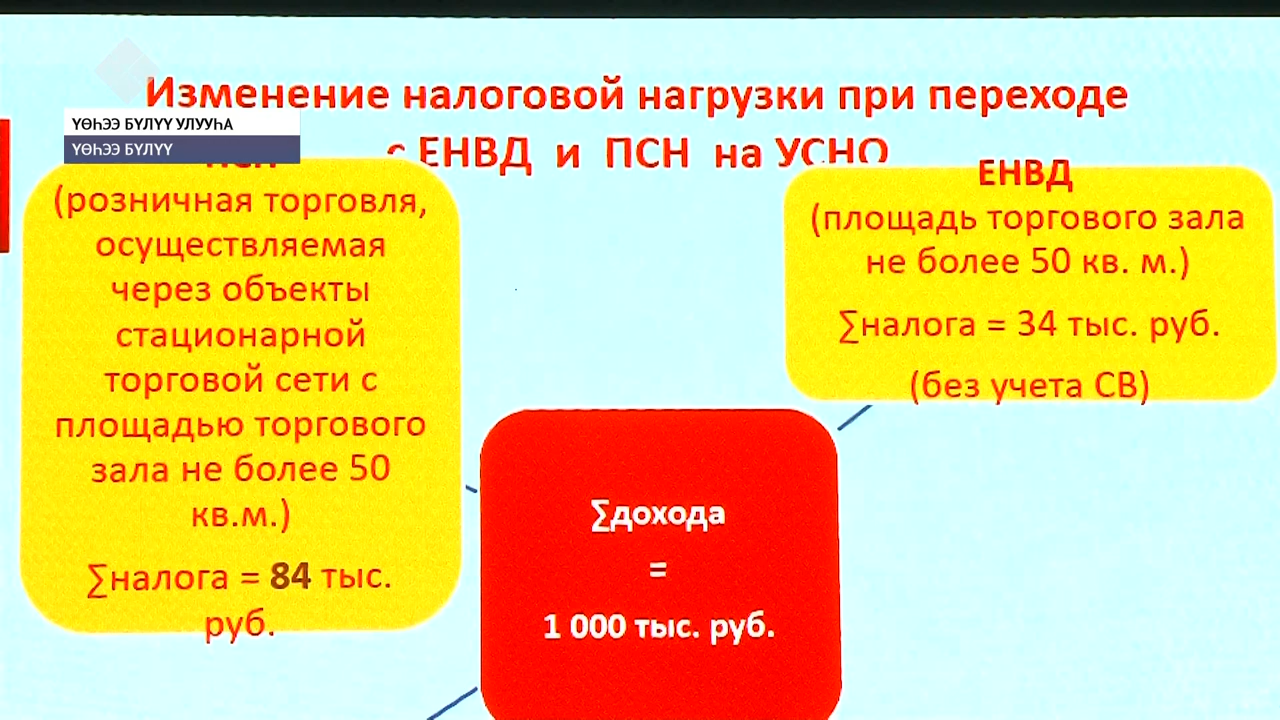 Изменение налоговой нагрузки при переходе
с ЕНВД и ПСН на УСНО
ҮӨҺЭЭ БҮЛҮҮ УЛУУҺА
ҮӨҺЭЭ БҮЛҮҮ
ПСН
(розничная торговля,
осуществляемая
через объекты
стационарной
торговой сети с
площадью торгового
зала не более 50
кв.м.)
∑налога = 84 тыс.
руб.
ЕНВД
(площадь торгового зала
не более 50 кв. м.)
∑налога = 34 тыс. руб.
(без учета СВ)
∑дохода
=
1 000 тыс. руб.